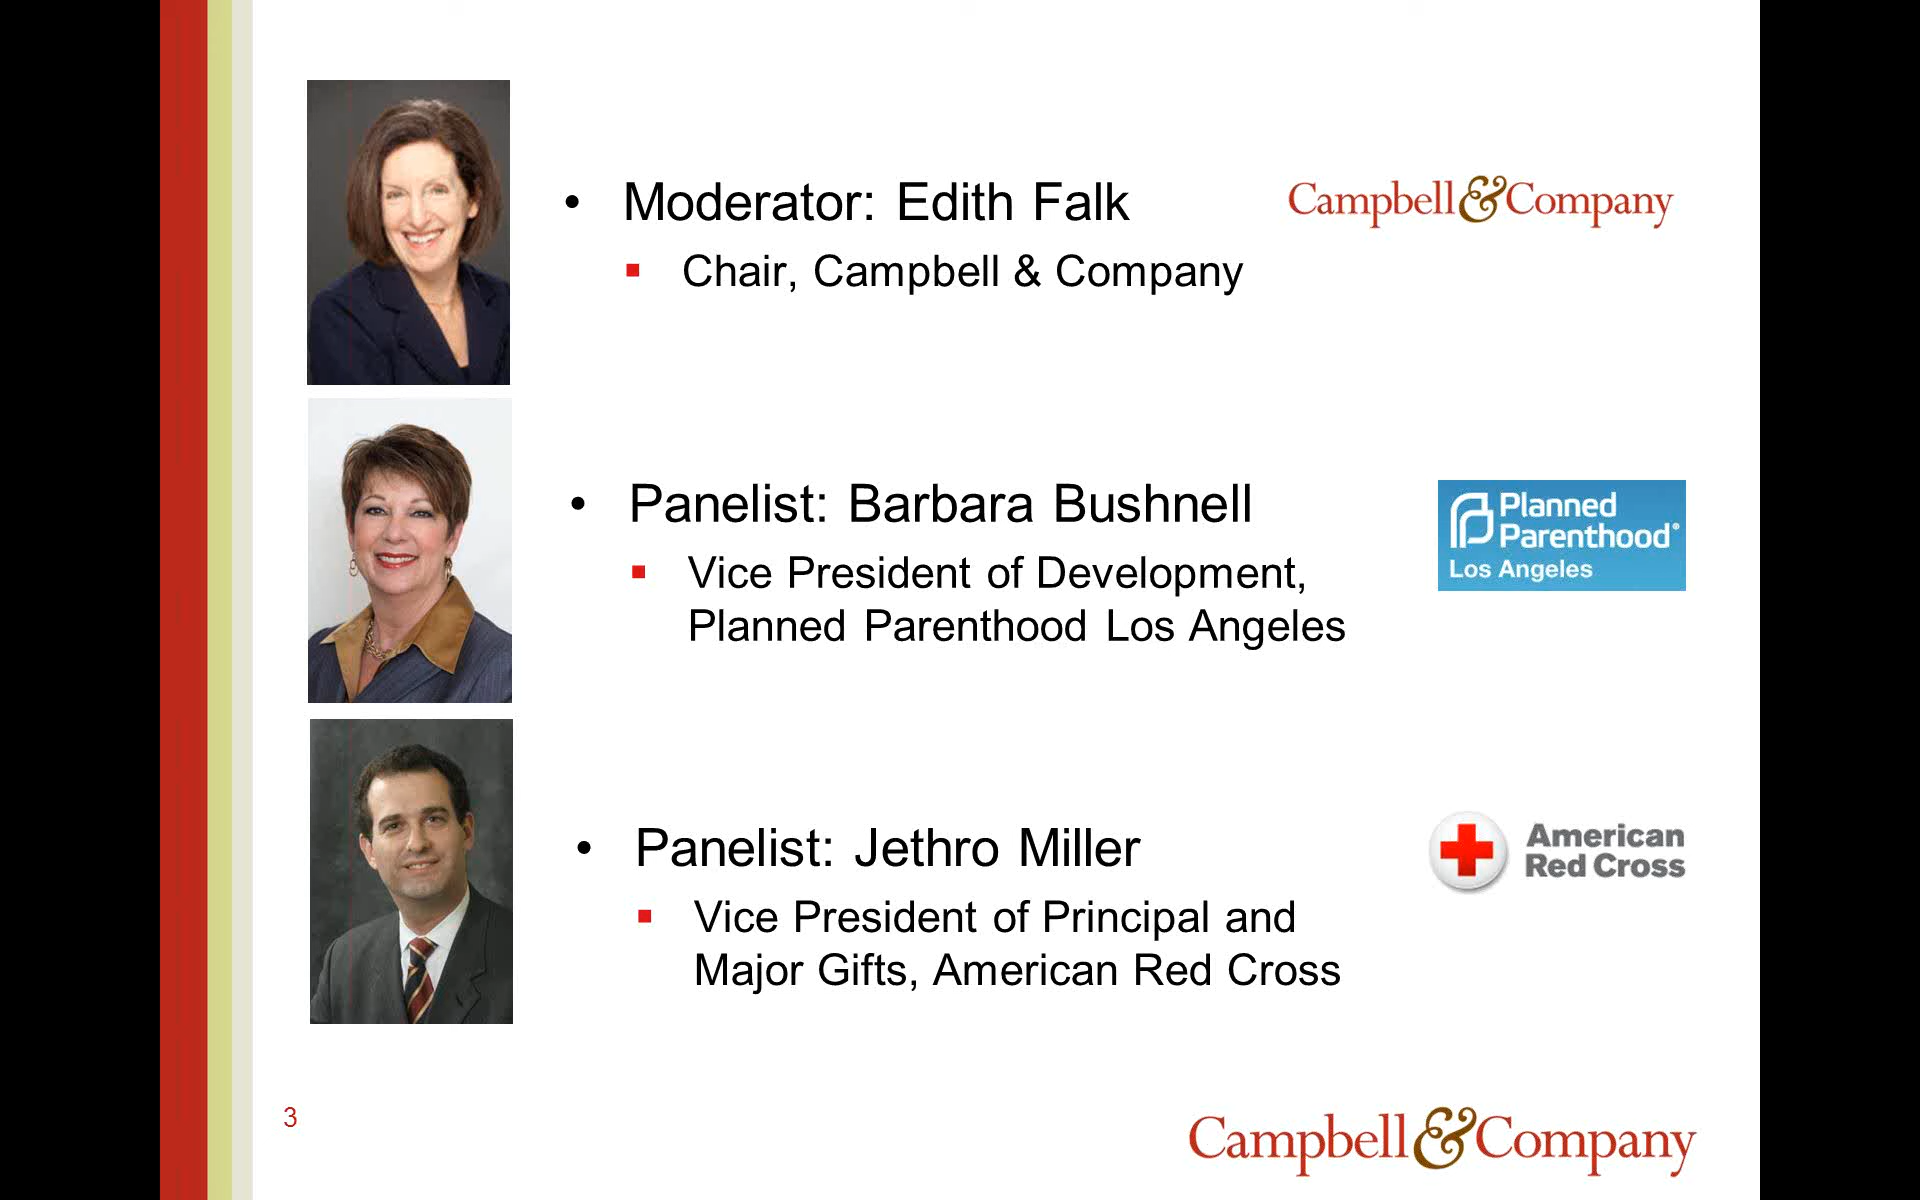 Moderator: Edith Falk
Campbell & Company
Chair, Campbell & Company
Panelist: Barbara Bushnell
Planned
Parenthood®
Los Angeles
Vice President of Development,
Planned Parenthood Los Angeles
Panelist: Jethro Miller
American
Red Cross
Vice President of Principal and
Major Gifts, American Red Cross
3
Campbell & Company